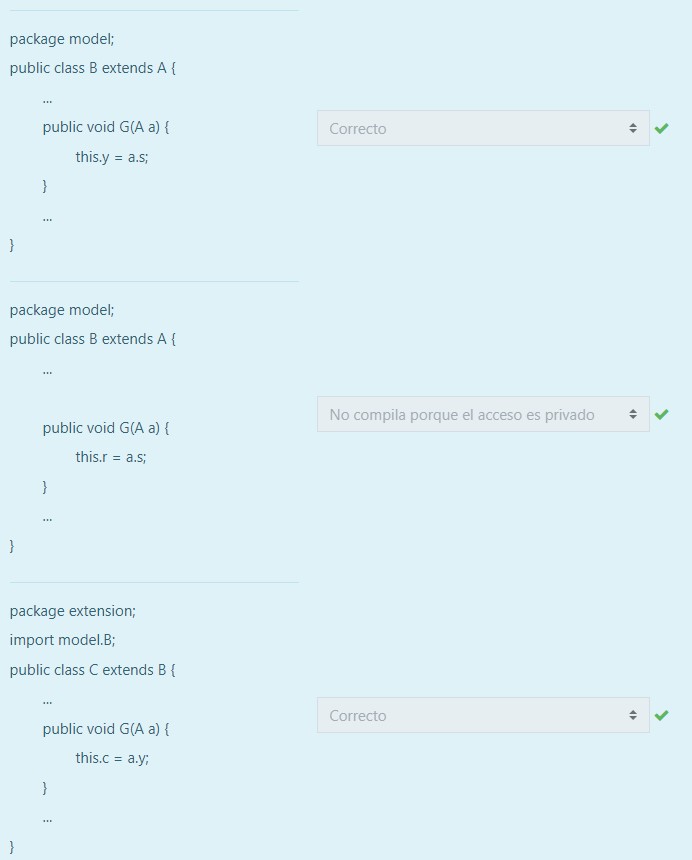 package model;
public class B extends A {
...
public void G(A a) {
this.y = a.s;
}
...
}
Correcto
package model;
public class B extends A {
...
public void G(A a) {
this.r = a.s;
}
...
}
No compila porque el acceso es privado
package extension;
import model.B;
public class C extends B {
...
public void G(A a) {
this.c = a.y;
}
...
}
Correcto